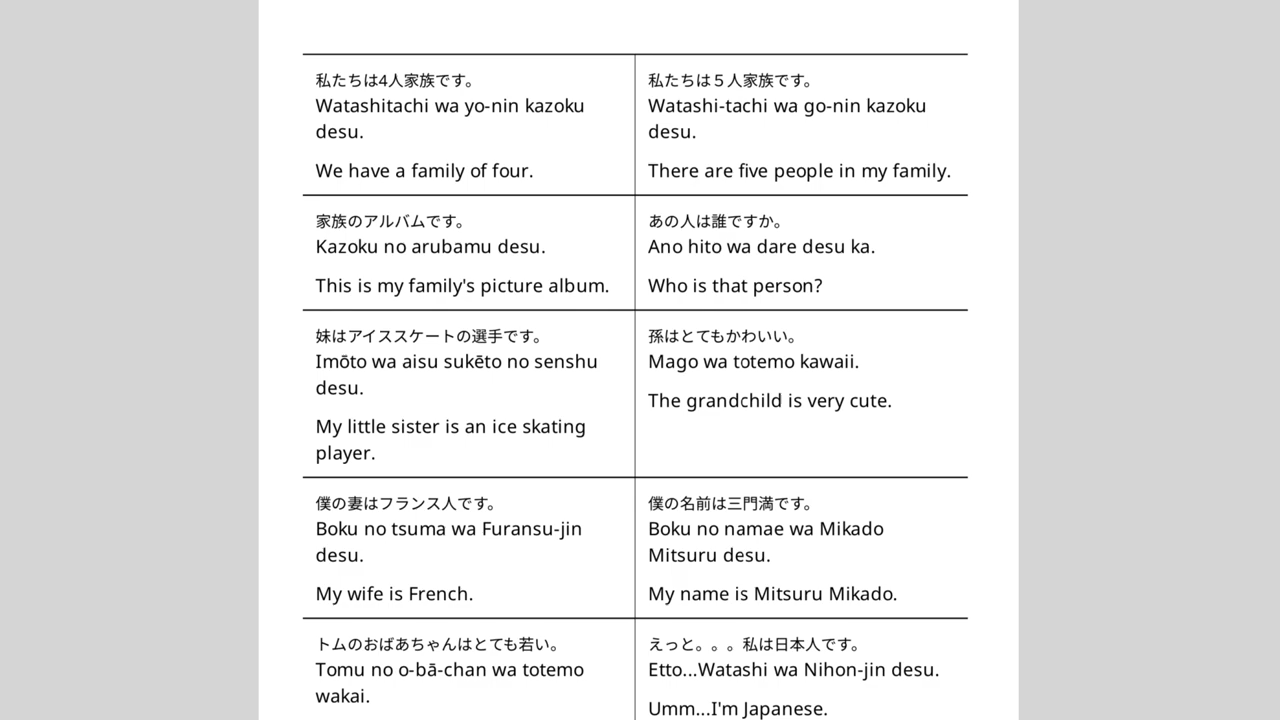 私たちは4人家族です。
Watashitachi wa yo-nin kazoku
desu.
We have a family of four.
私たちは５人家族です。
Watashi-tachi wa go-nin kazoku
desu.
There are five people in my family.
家族のアルバムです。
Kazoku no arubamu desu.
This is my family's picture album.
あの人は誰ですか。
Ano hito wa dare desu ka.
Who is that person?
妹はアイススケートの選手です。
Imōto wa aisu sukēto no senshu
desu.
My little sister is an ice skating
player.
孫はとてもかわいい。
Mago wa totemo kawaii.
The grandchild is very cute.
僕の妻はフランス人です。
Boku no tsuma wa Furansu-jin
desu.
My wife is French.
僕の名前は三門満です。
Boku no namae wa Mikado
Mitsuru desu.
My name is Mitsuru Mikado.
トムのおばあちゃんはとても若い。
Tomu no o-bā-chan wa totemo
wakai.
えっと。。。私は日本人です。
Etto...Watashi wa Nihon-jin desu.
Umm...I'm Japanese.